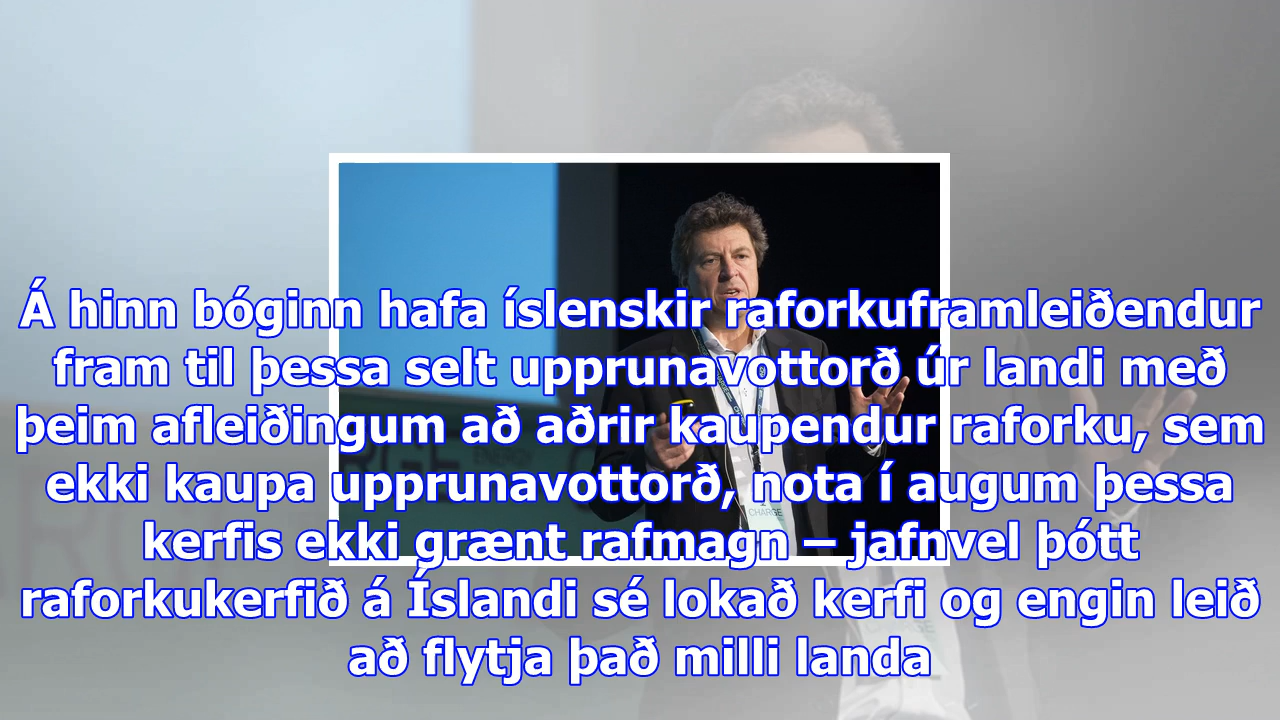 Á hinn bóginn hafa íslenskir raforkuframleiðendur
fram til þessa selt upprunavottorð úr landi með
þeim afleiðingum að aðrir kaupendur raforku, sem
ekki kaupa upprunavottorð, nota í augum þessa
kerfis ekki grænt rafmagn – jafnvel þótt
raforkukerfið á Íslandi sé lokað kerfi og engin leið
að flytja það milli landa
CHARGE